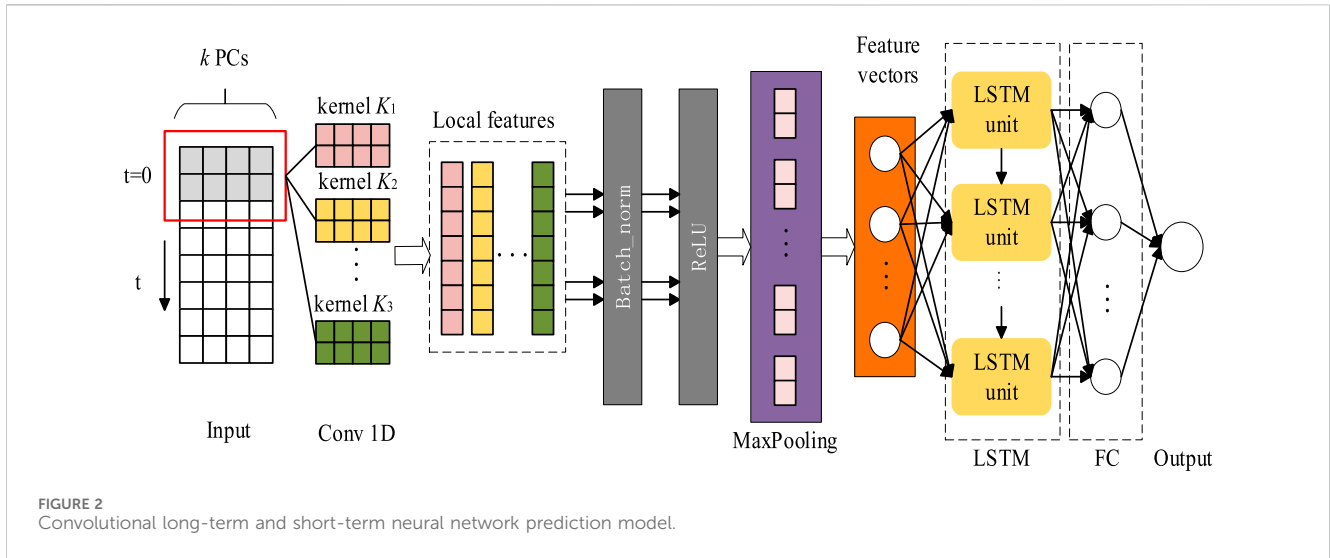 k PCs
t=0
t
Input
kernel K1
kernel K2
kernel K3
Conv 1D
Local features
Batch_norm
ReLU
MaxPooling
Feature
vectors
LSTM
unit
LSTM
unit
LSTM
unit
LSTM
FC
Output
FIGURE 2
Convolutional long-term and short-term neural network prediction model.